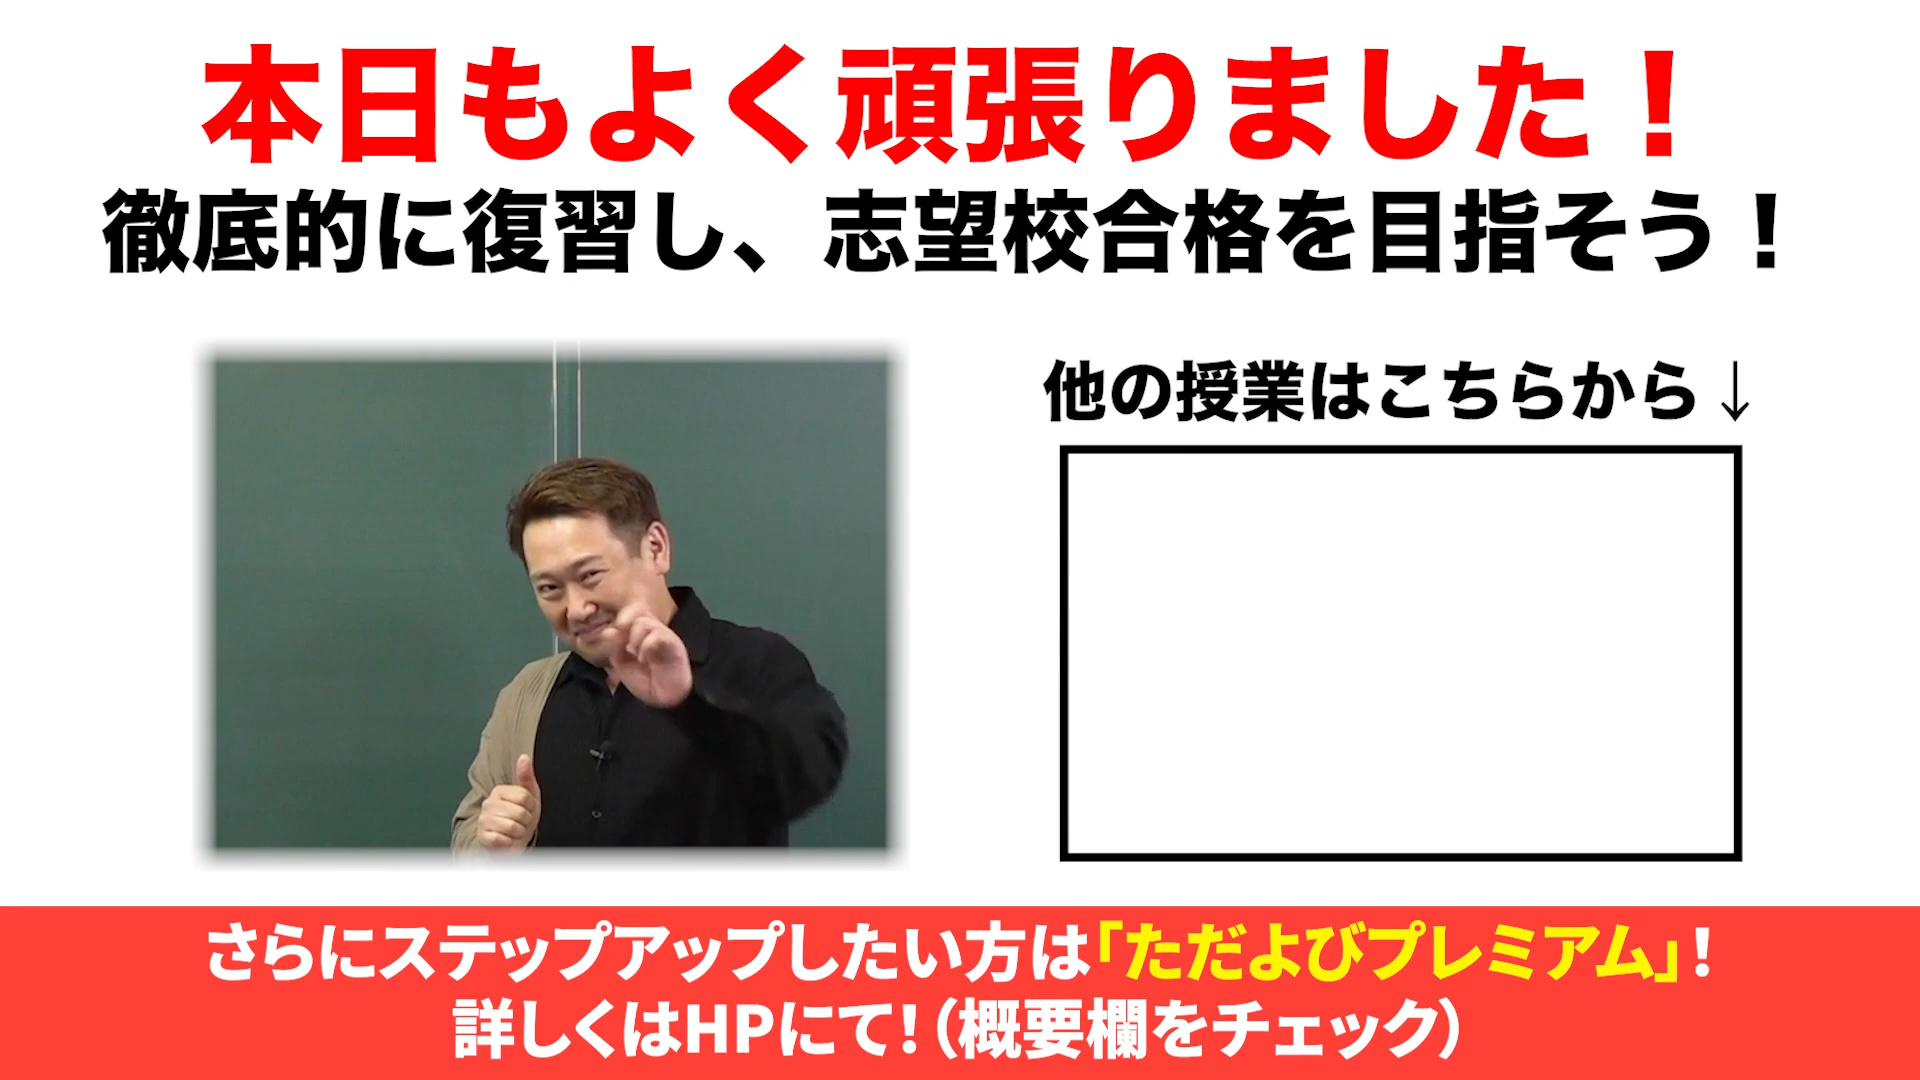 本日もよく頑張りました！
徹底的に復習し、志望校合格を目指そう！
他の授業はこちらから↓
さらにステップアップしたい方は「ただよびプレミアム」！
詳しくはHPにて！（概要欄をチェック）